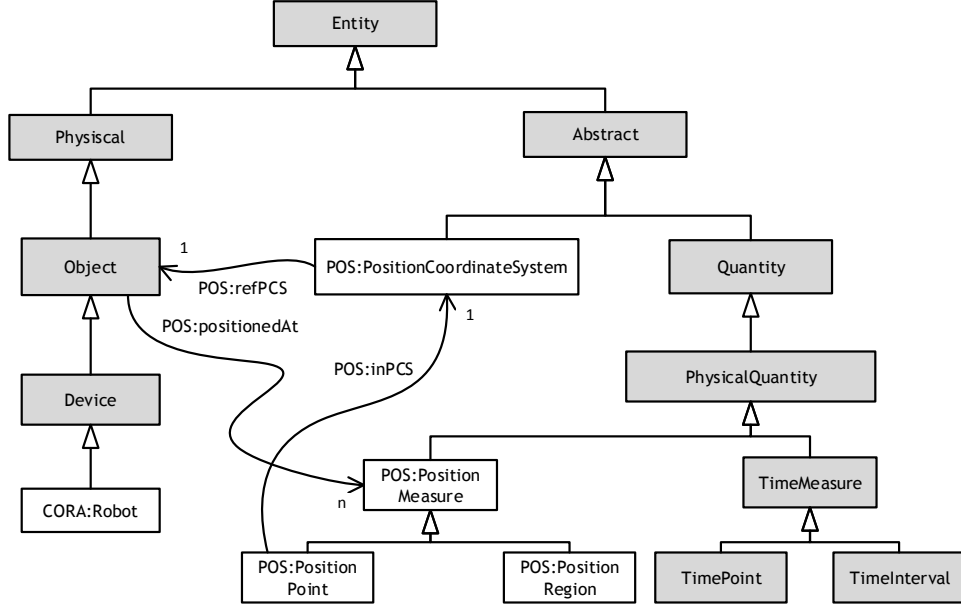 Entity
Physiscal
Abstract
1
Object
POS:PositionCoordinateSystem
Quantity
POS:refPCS
1
POS:positionedAt
POS:inPCS
PhysicalQuantity
Device
POS:Position
Measure
TimeMeasure
n
CORA:Robot
POS:Position
Point
POS:Position
Region
TimePoint
TimeInterval